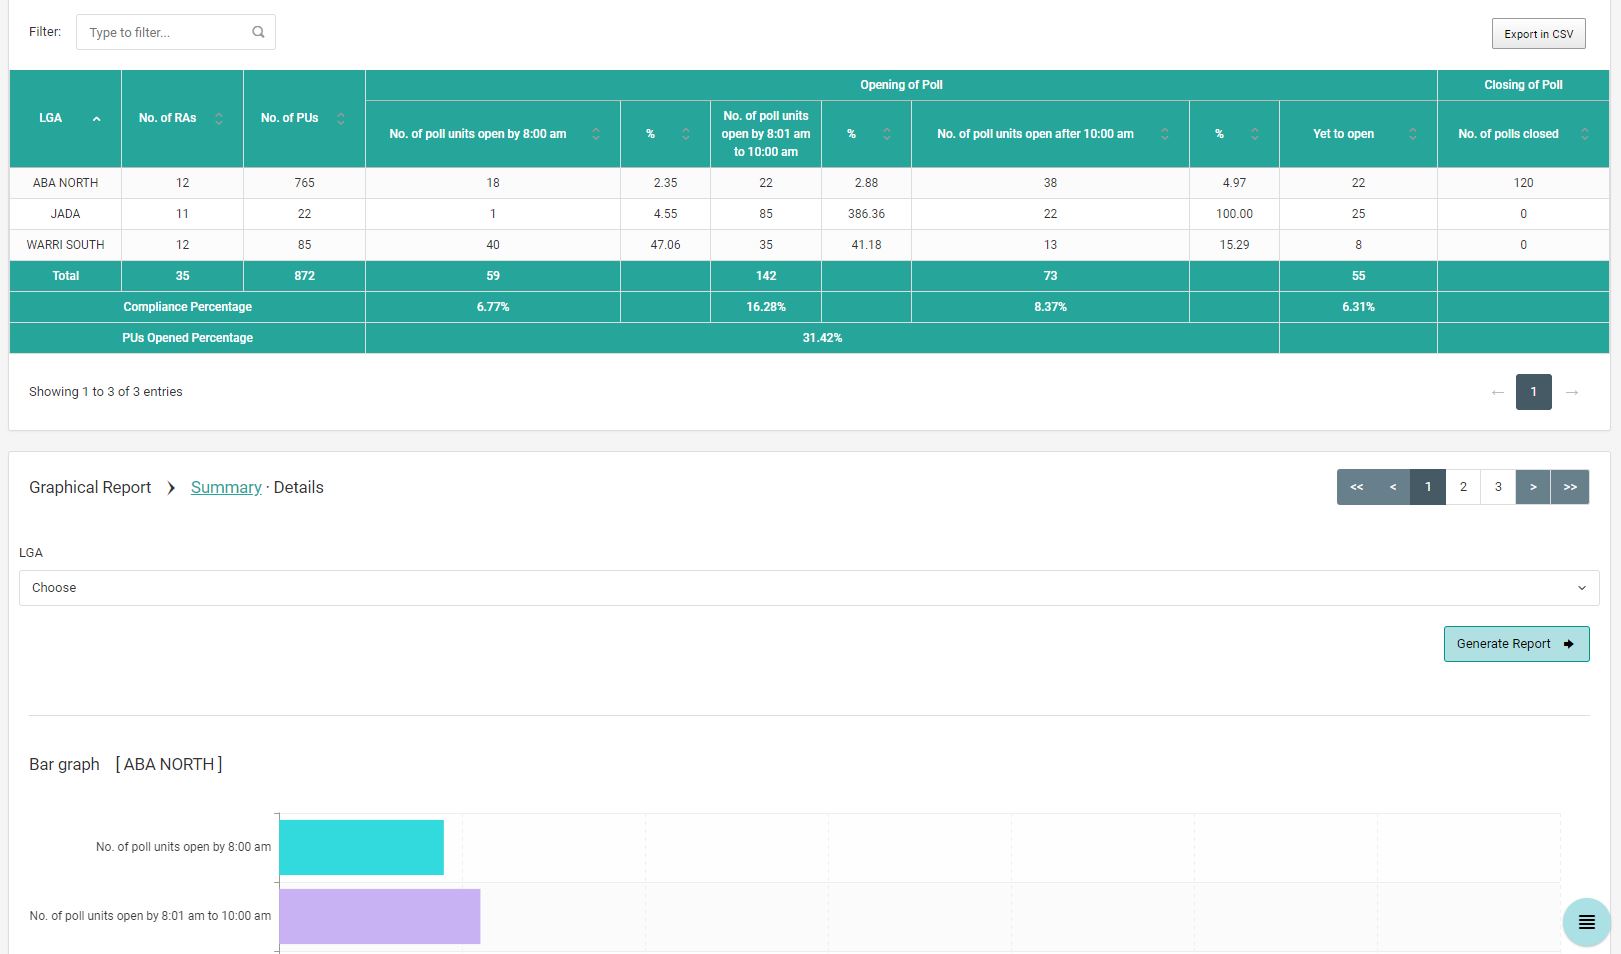 Filter: Type to filter... Export in CSV
Opening of Poll Closing of Poll
LGA No. of RAs No. of PUs No. of poll units open by 8:00 am % No. of poll units open by 8:01 am to 10:00 am % No. of poll units open after 10:00 am % Yet to open No. of polls closed
ABA NORTH 12 765 18 2.35 22 2.88 38 4.97 22 120
JADA 11 22 1 4.55 85 386.36 22 100.00 25 0
WARRI SOUTH 12 85 40 47.06 35 41.18 13 15.29 8 0
Total 35 872 59 142 73 55
Compliance Percentage 6.77% 16.28% 8.37% 6.31%
PUs Opened Percentage 31.42%
Showing 1 to 3 of 3 entries ← 1 →
Graphical Report Summary · Details << < 1 2 3 > >>
LGA
Choose
Generate Report
Bar graph [ ABA NORTH ]
No. of poll units open by 8:00 am
No. of poll units open by 8:01 am to 10:00 am